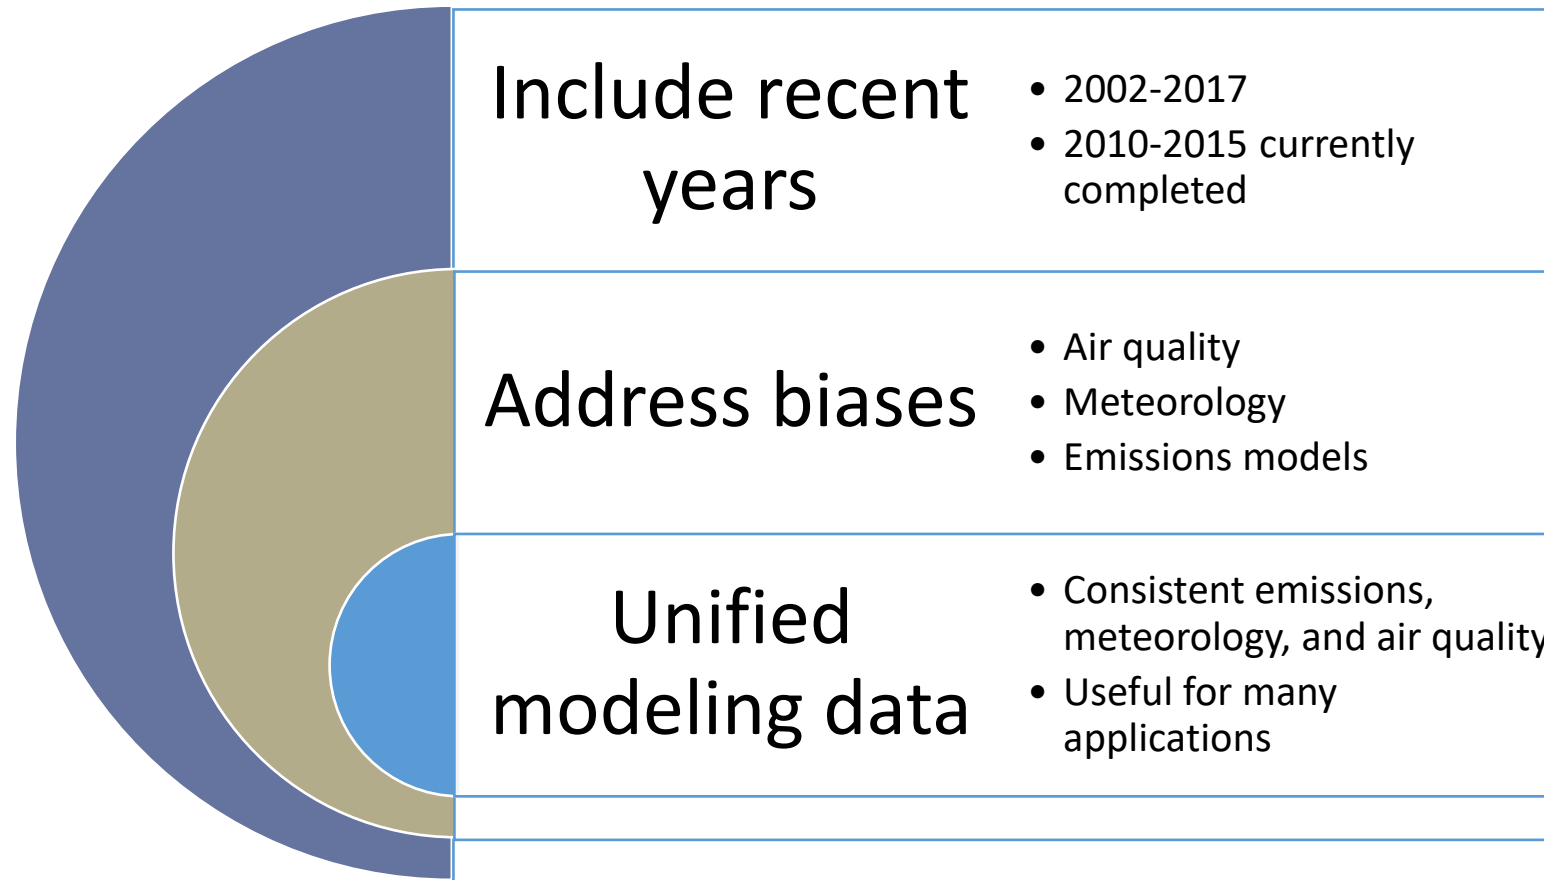 Include recent
years
• 2002-2017
• 2010-2015 currently
completed
Address biases
• Air quality
• Meteorology
• Emissions models
Unified
modeling data
• Consistent emissions,
meteorology, and air quality
• Useful for many
applications